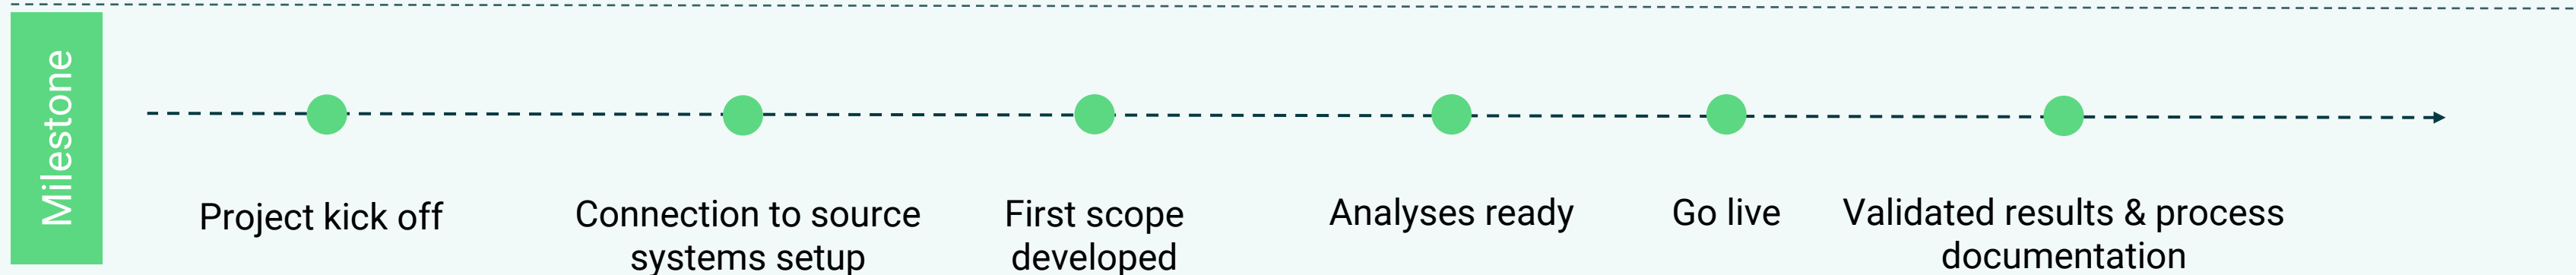 Milestone
Project kick off
Connection to source
systems setup
First scope
developed
Analyses ready
Go live
Validated results & process
documentation